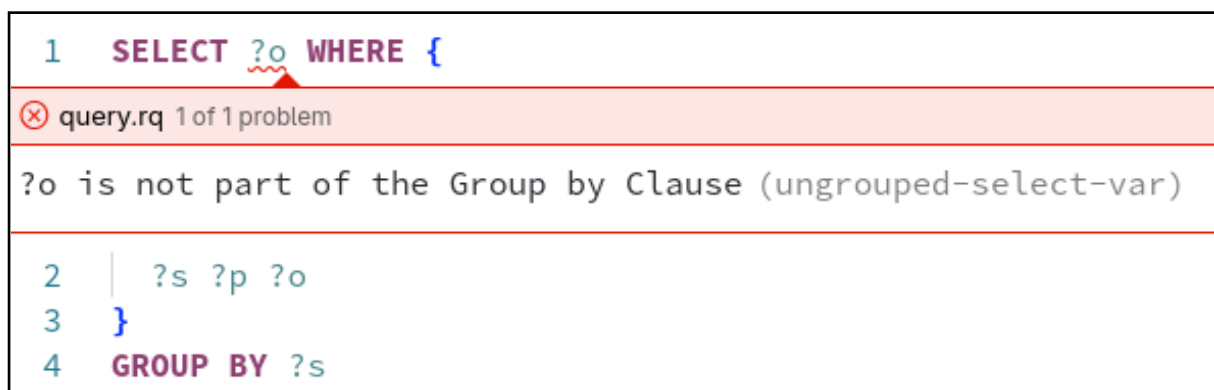 1 SELECT ?o WHERE {
query.rq 1 of 1 problem
?o is not part of the Group by Clause (ungrouped-select-var)
2 ?s ?p ?o
3 }
4 GROUP BY ?s